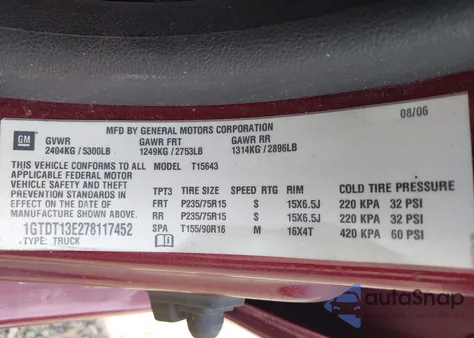 08/06
MFD BY GENERAL MOTORS CORPORATION
GM
GVWR GAWR FRT GAWR RR
2404KG / 5300LB 1249KG / 2753LB 1314KG / 2896LB
THIS VEHICLE CONFORMS TO ALL MODEL T15643
APPLICABLE FEDERAL MOTOR
VEHICLE SAFETY AND THEFT TPT3 TIRE SIZE SPEED RTG RIM COLD TIRE PRESSURE
PREVENTION STANDARDS IN FRT P235/75R15 S 15X6.5J 220 KPA 32 PSI
EFFECT ON THE DATE OF RR P235/75R15 S 15X6.5J 220 KPA 32 PSI
MANUFACTURE SHOWN ABOVE.
1GTDT13E278117452 SPA T155/90R16 M 16X4T 420 KPA 60 PSI
TYPE: TRUCK
autoSnap